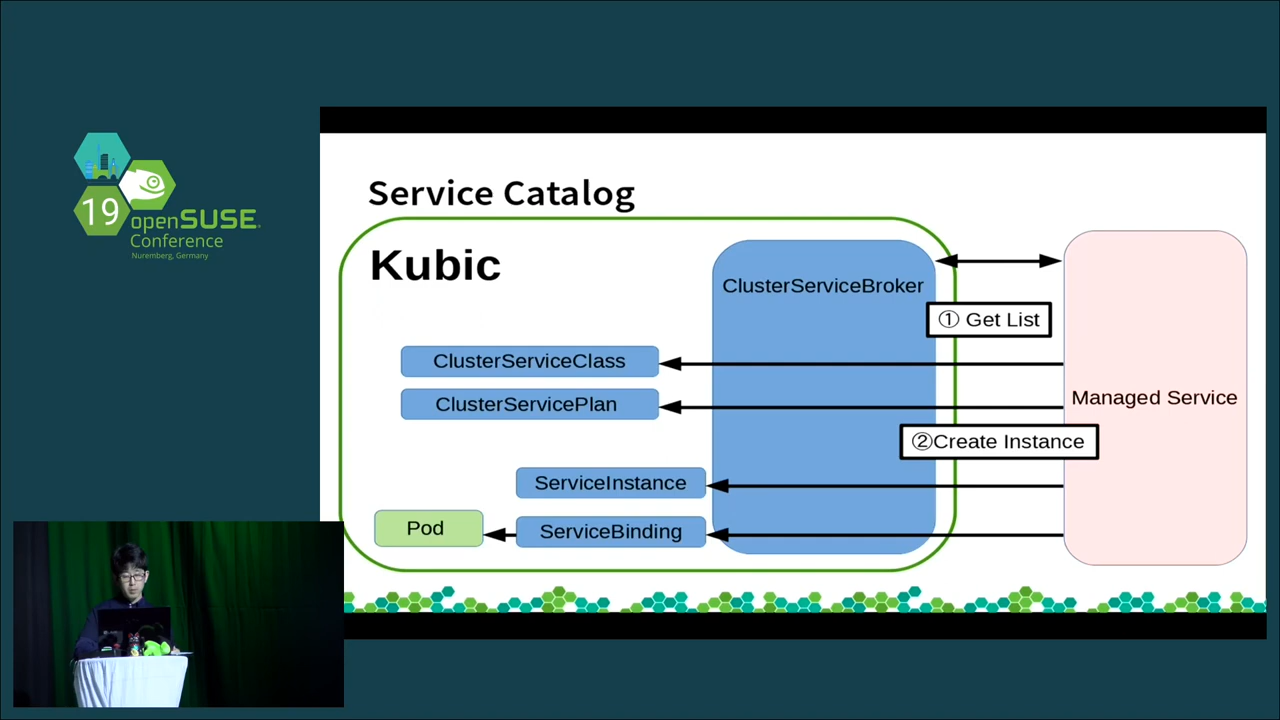 19
openSUSE
Conference
Nuremberg, Germany
Service Catalog
Kubic
ClusterServiceBroker
① Get List
ClusterServiceClass
ClusterServicePlan
Managed Service
②Create Instance
ServiceInstance
Pod
ServiceBinding